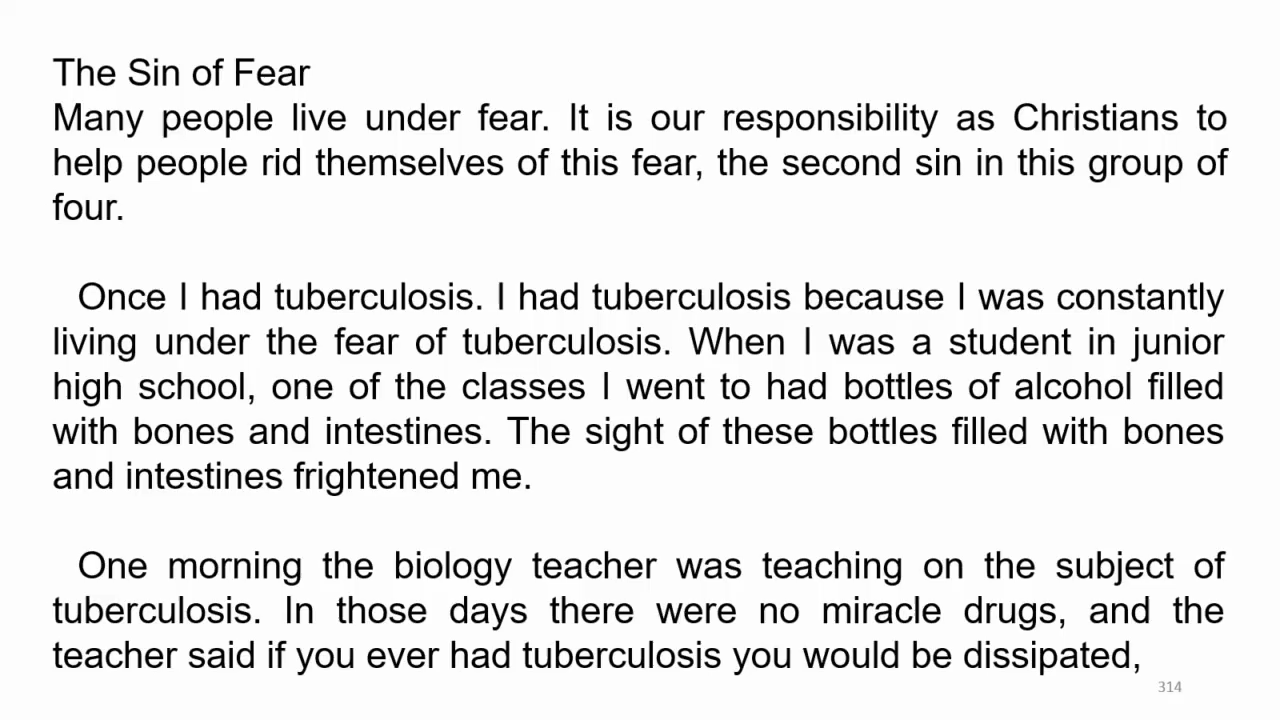 The Sin of Fear
Many people live under fear. It is our responsibility as Christians to
help people rid themselves of this fear, the second sin in this group of
four.
Once I had tuberculosis. I had tuberculosis because I was constantly
living under the fear of tuberculosis. When I was a student in junior
high school, one of the classes I went to had bottles of alcohol filled
with bones and intestines. The sight of these bottles filled with bones
and intestines frightened me.
One morning the biology teacher was teaching on the subject of
tuberculosis. In those days there were no miracle drugs, and the
teacher said if you ever had tuberculosis you would be dissipated,
314